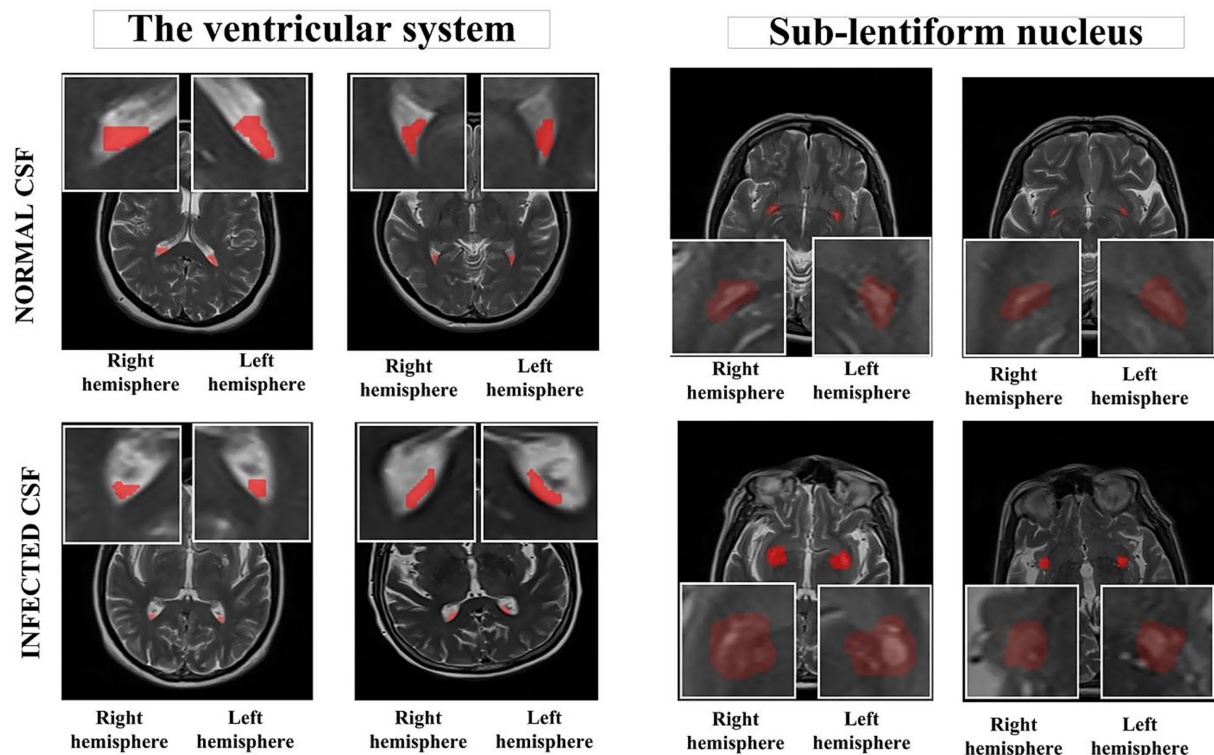 The ventricular system
Sub-lentiform nucleus
NORMAL CSF
Right hemisphere
Left hemisphere
Right hemisphere
Left hemisphere
Right hemisphere
Left hemisphere
Right hemisphere
Left hemisphere
INFECTED CSF
Right hemisphere
Left hemisphere
Right hemisphere
Left hemisphere
Right hemisphere
Left hemisphere
Right hemisphere
Left hemisphere